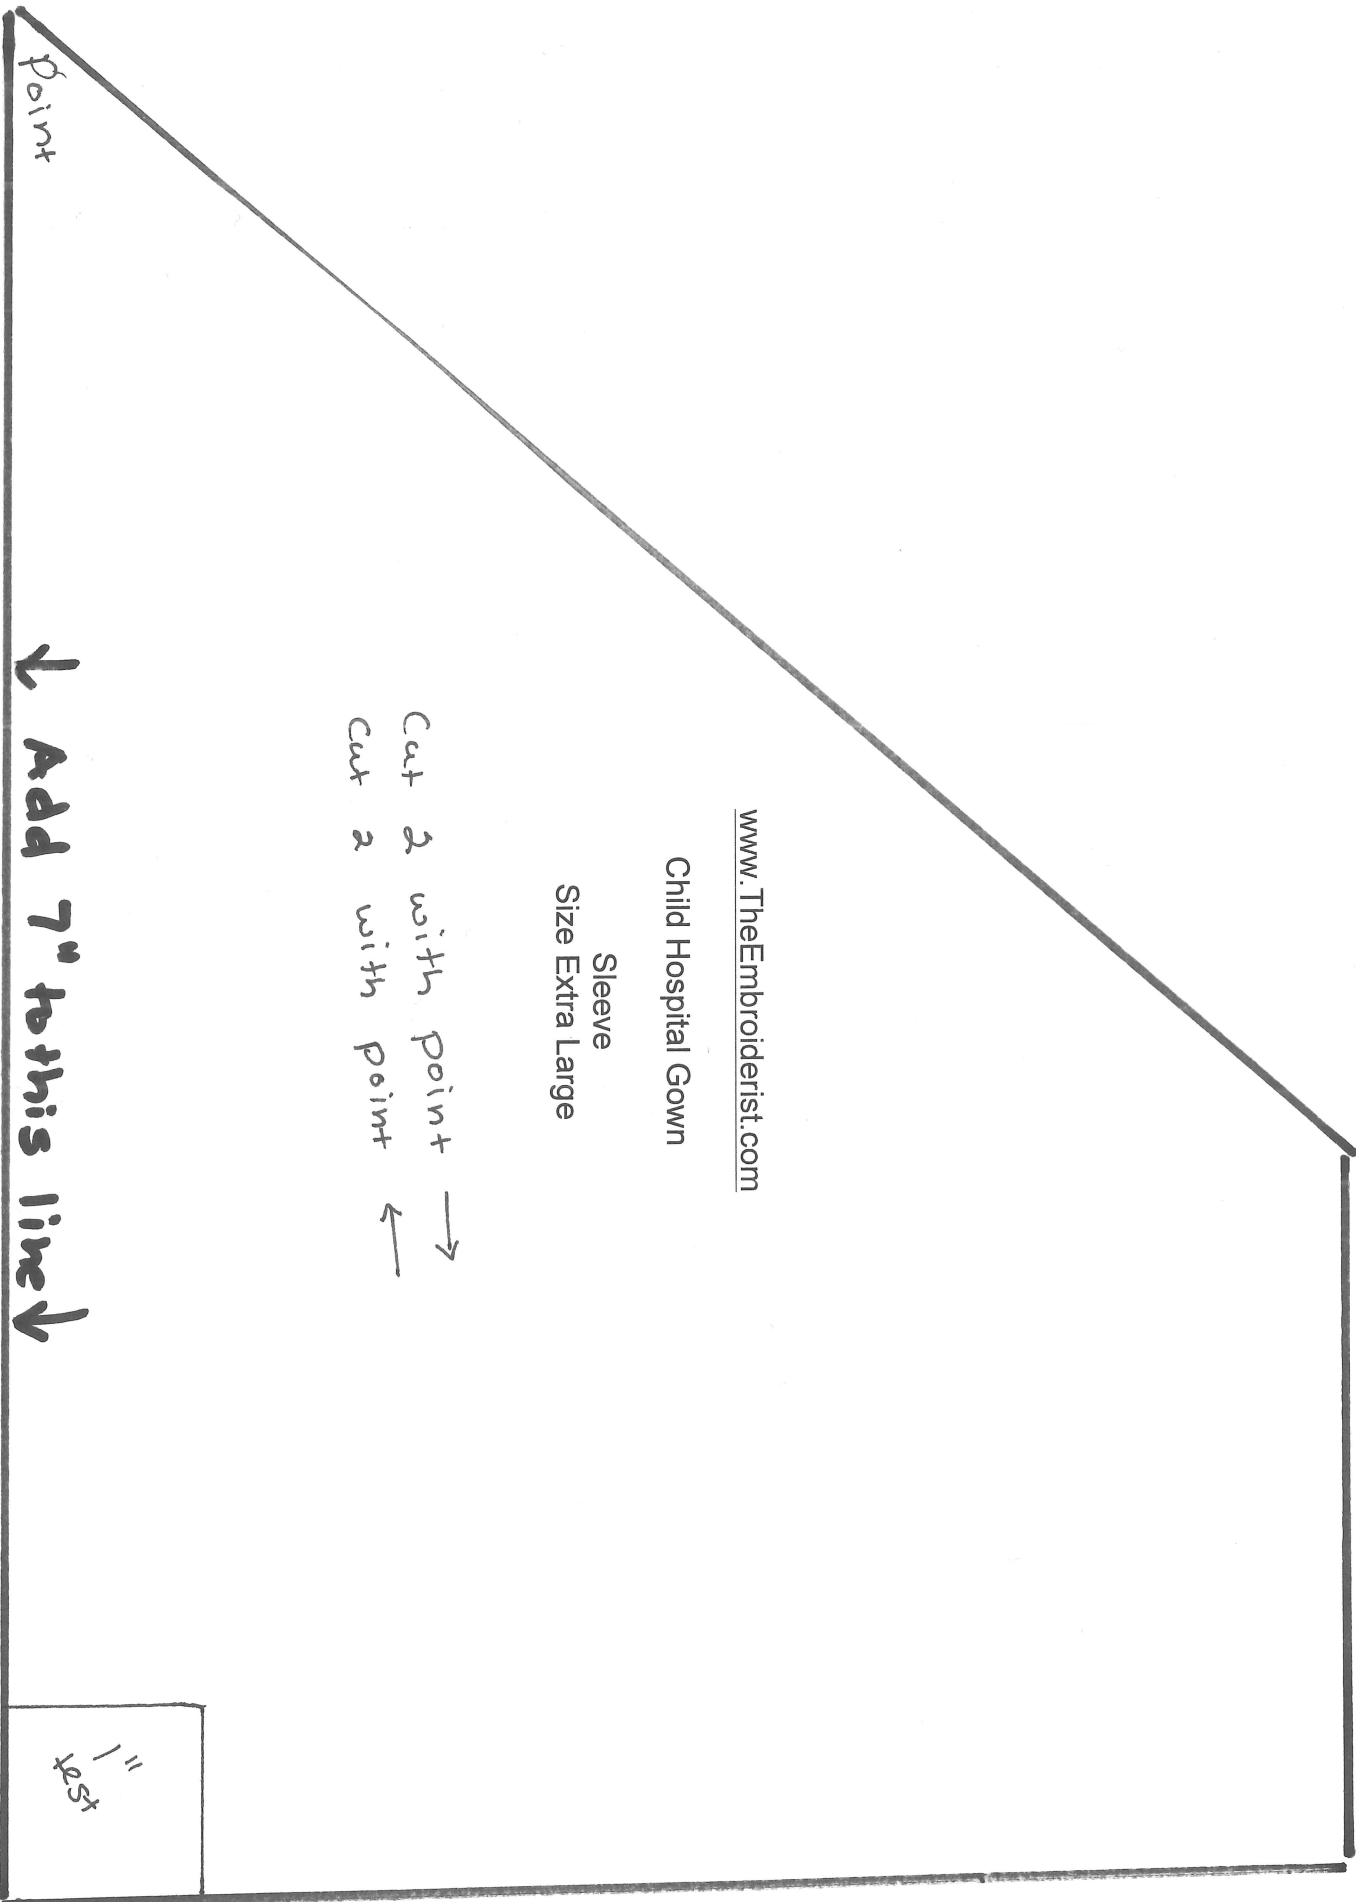 www.TheEmbroiderist.com
Child Hospital Gown
Sleeve
Size Extra Large
Cut 2 with point →
Cut 2 with point ←
point
↓ Add 7" to this line ↓
1"
test